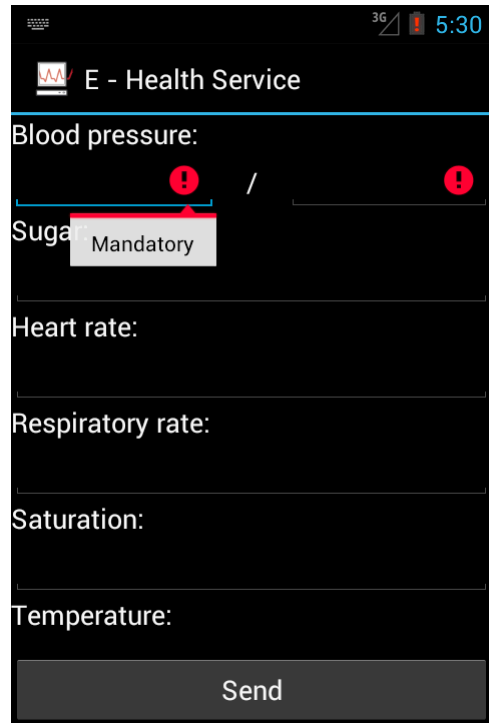 3G 5:30
E - Health Service
Blood pressure:
/
Sugar:
Mandatory
Heart rate:
Respiratory rate:
Saturation:
Temperature:
Send